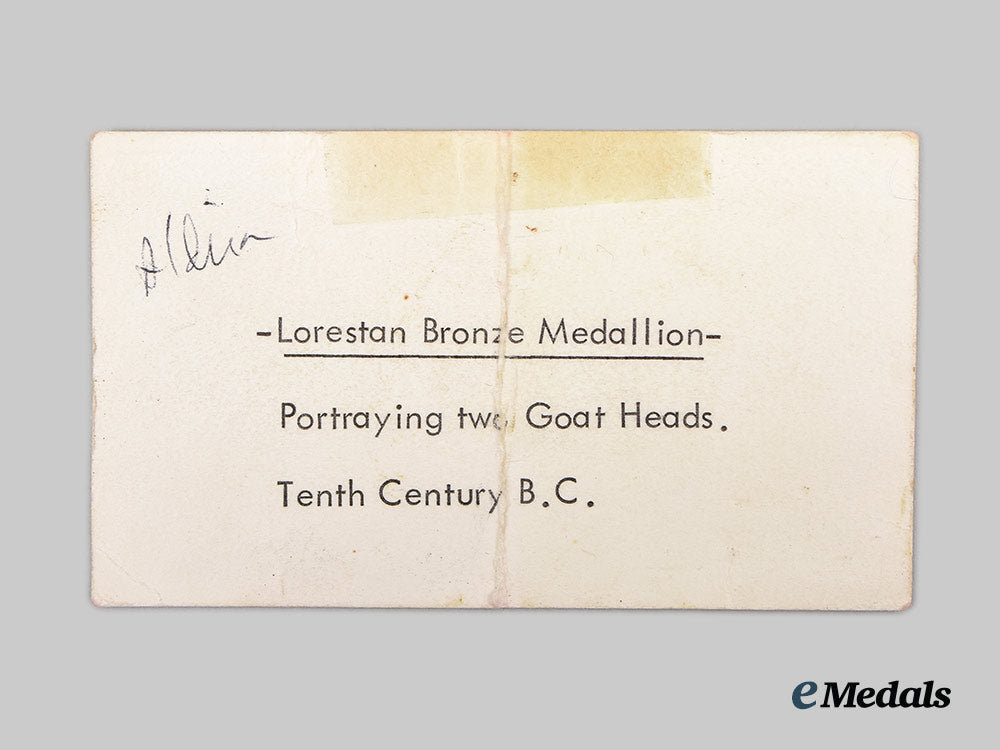 -Lorestan Bronze Medallion-
Portraying two Goat Heads.
Tenth Century B.C.
eMedals